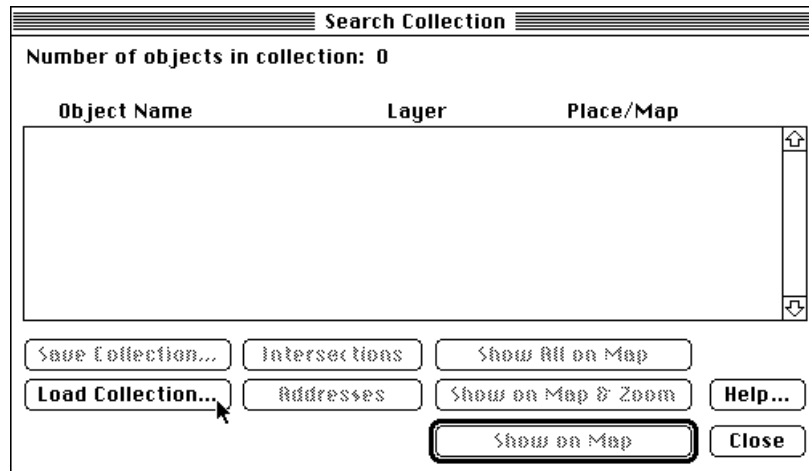 Search Collection
Number of objects in collection: 0
Object Name Layer Place/Map
Save Collection... Intersections Show All on Map
Load Collection... Addresses Show on Map & Zoom Help...
Show on Map Close